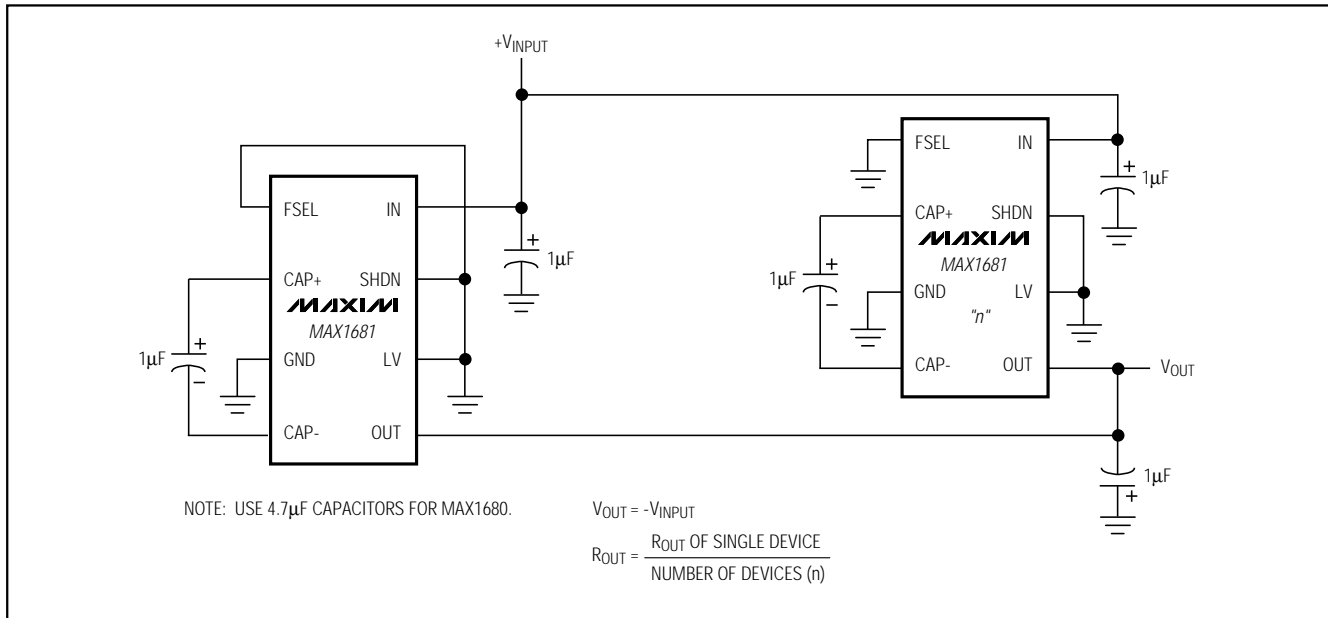 +VINPUT
FSEL IN
1µF
CAP+ SHDN
MAXIM
MAX1681
1µF
GND LV
CAP- OUT
FSEL IN
1µF
CAP+ SHDN
MAXIM
MAX1681
1µF
GND LV
"n"
CAP- OUT
VOUT
1µF
+
+
−
+
+
+
−
+
NOTE: USE 4.7µF CAPACITORS FOR MAX1680.
VOUT = -VINPUT
ROUT = ROUT OF SINGLE DEVICE
NUMBER OF DEVICES (n)